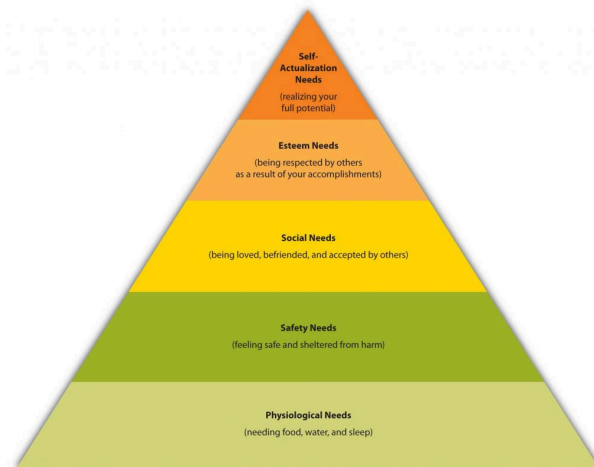 Self-
Actualization
Needs
(realizing your
full potential)
Esteem Needs
(being respected by others
as a result of your accomplishments)
Social Needs
(being loved, befriended, and accepted by others)
Safety Needs
(feeling safe and sheltered from harm)
Physiological Needs
(needing food, water, and sleep)